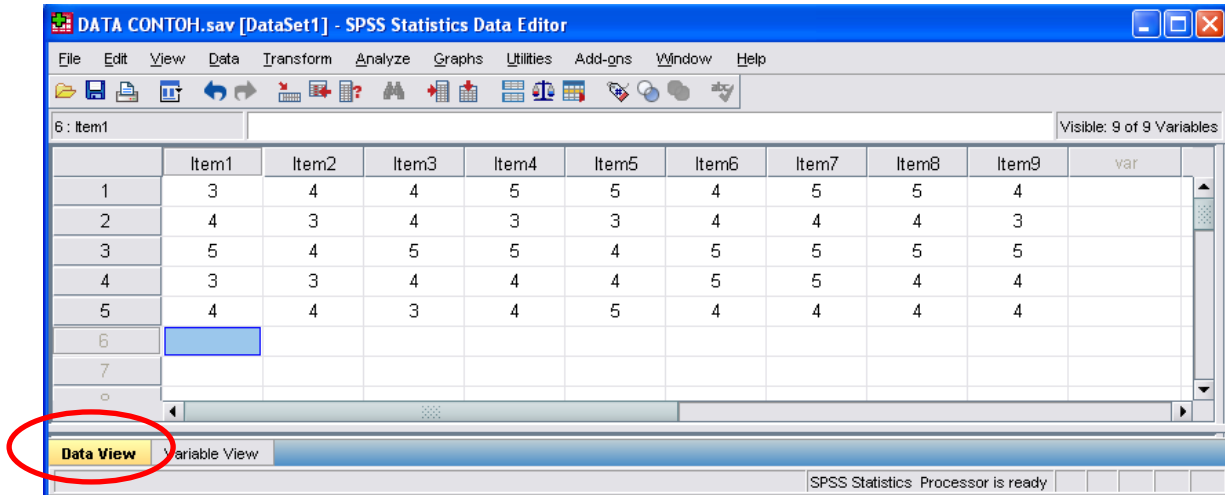 DATA CONTOH.sav [DataSet1] - SPSS Statistics Data Editor
File Edit View Data Transform Analyze Graphs Utilities Add-ons Window Help
6 : Item1 Visible: 9 of 9 Variables
Item1 Item2 Item3 Item4 Item5 Item6 Item7 Item8 Item9 var
1 3 4 4 5 5 4 5 5 4
2 4 3 4 3 3 4 4 4 3
3 5 4 5 5 4 5 5 5 5
4 3 3 4 4 4 5 5 4 4
5 4 4 3 4 5 4 4 4 4
6
7
Data View Variable View
SPSS Statistics Processor is ready